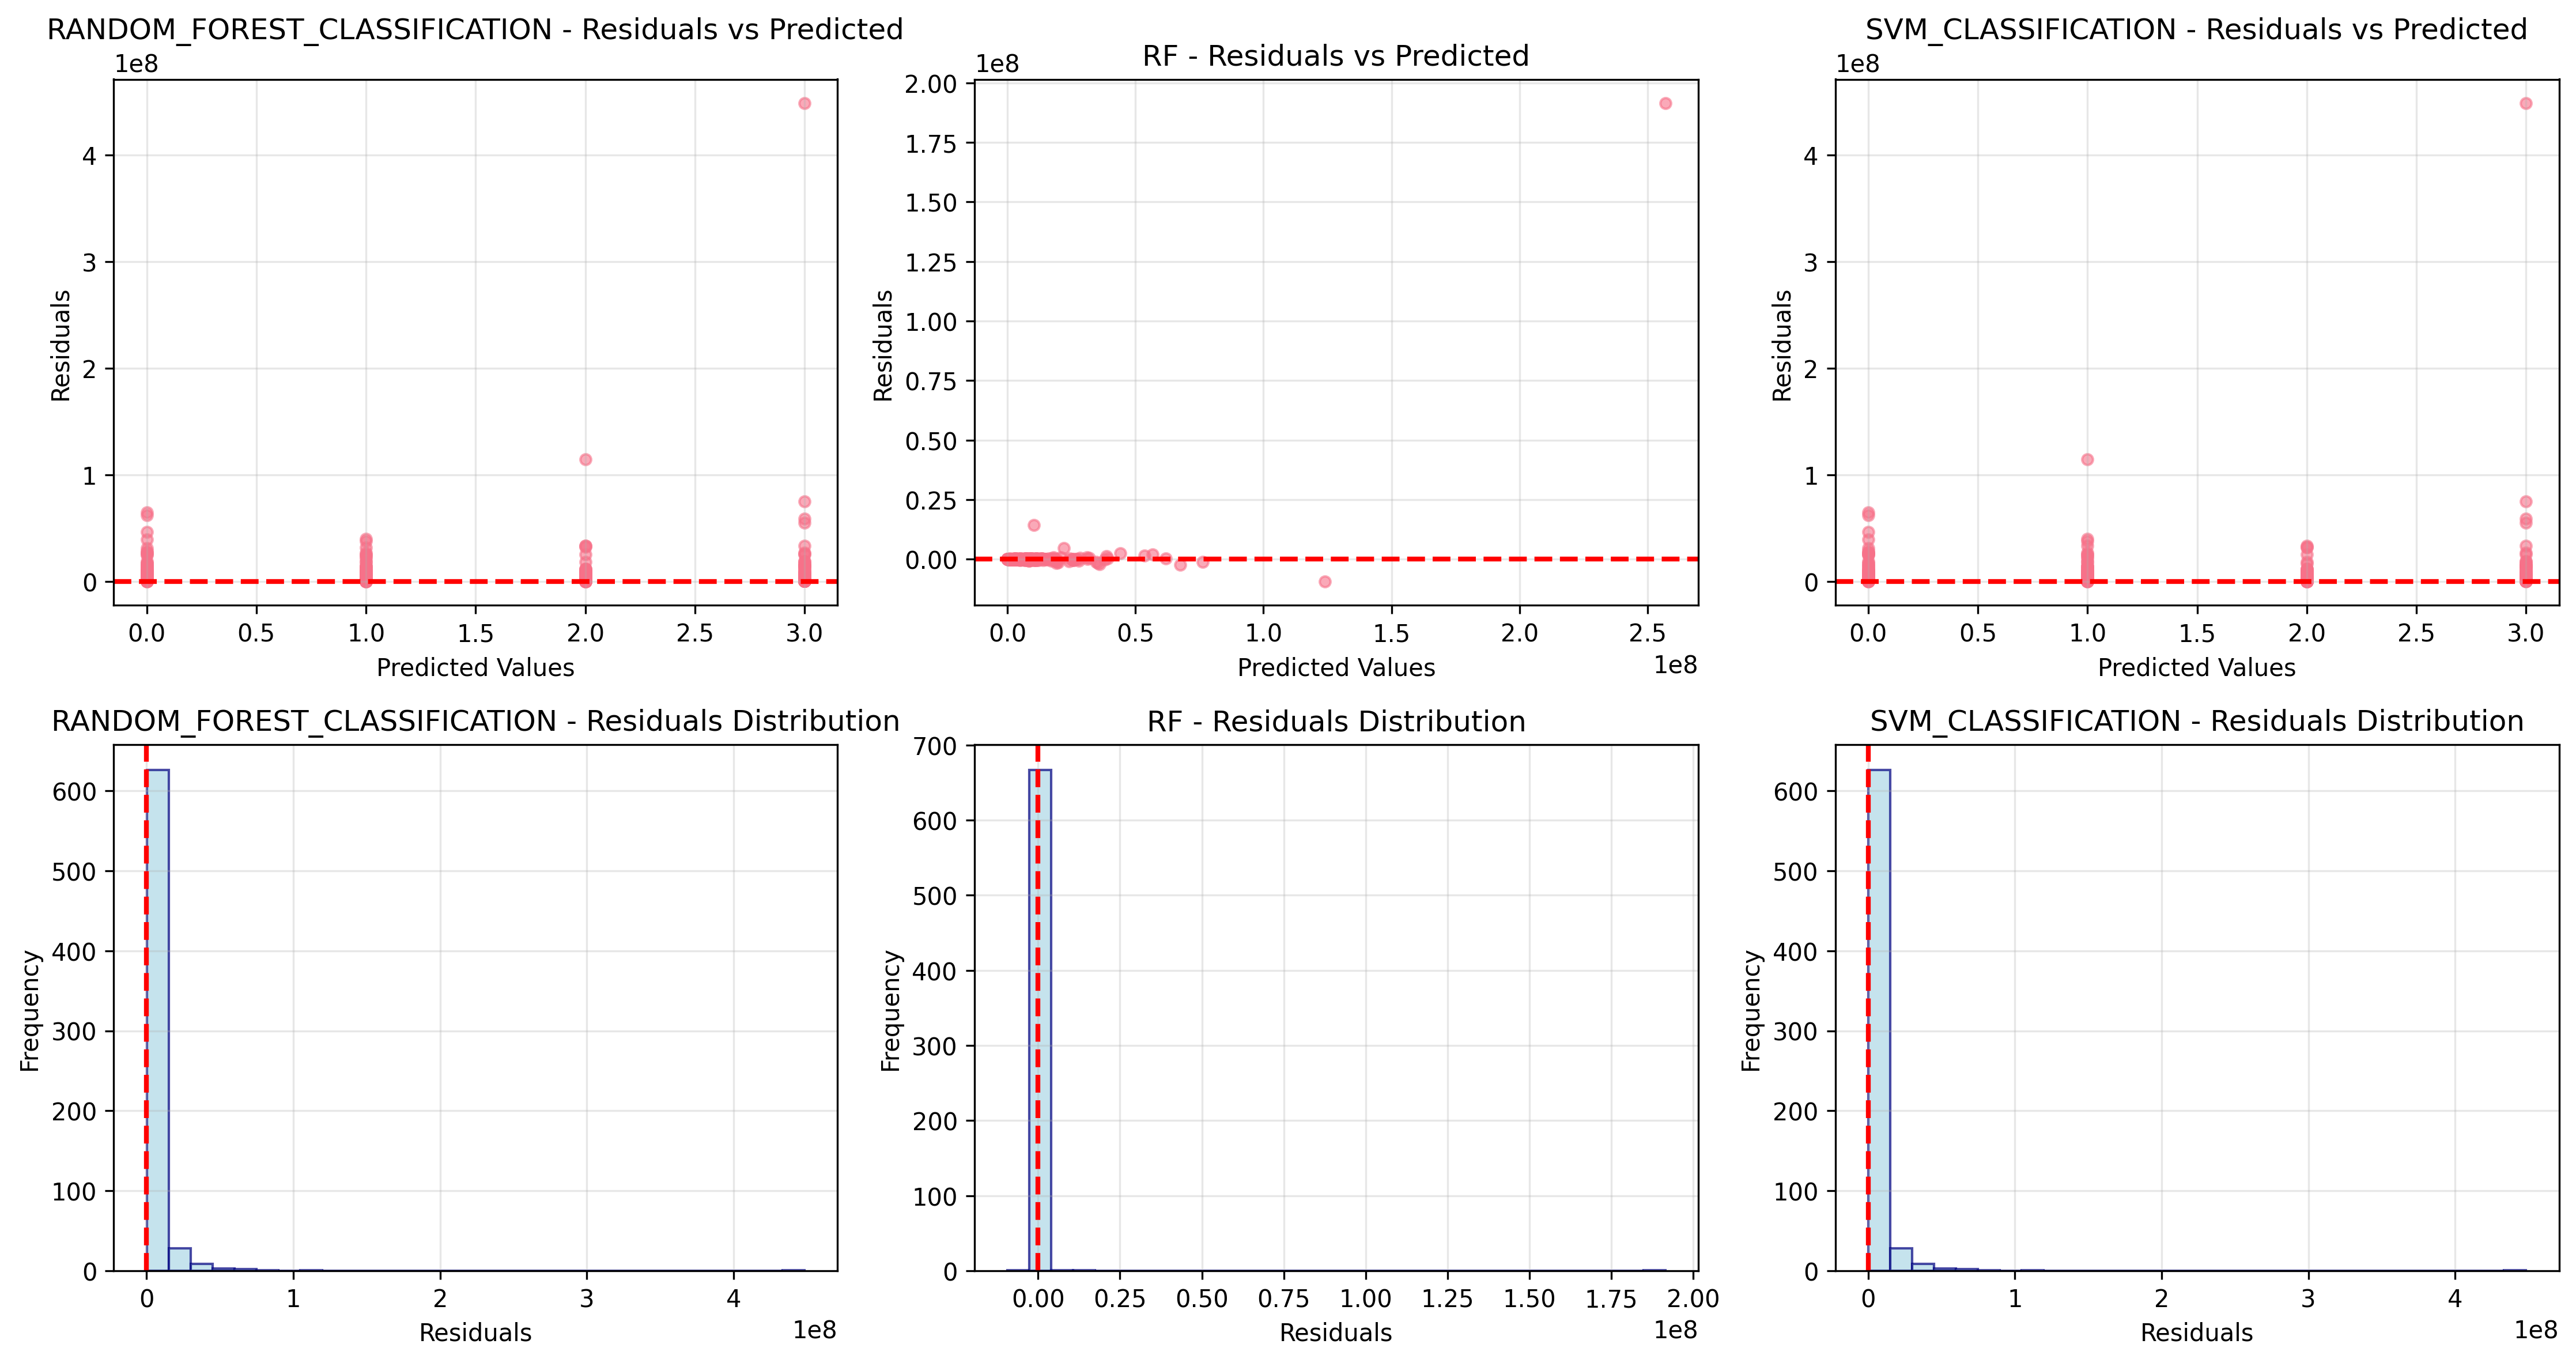 RANDOM_FOREST_CLASSIFICATION - Residuals vs Predicted
1e8
4
3
2
1
0
Residuals
0.0 0.5 1.0 1.5 2.0 2.5 3.0
Predicted Values
RF - Residuals vs Predicted
1e8
2.00
1.75
1.50
1.25
1.00
0.75
0.50
0.25
0.00
Residuals
0.0 0.5 1.0 1.5 2.0 2.5
Predicted Values
1e8
SVM_CLASSIFICATION - Residuals vs Predicted
1e8
4
3
2
1
0
Residuals
0.0 0.5 1.0 1.5 2.0 2.5 3.0
Predicted Values
RANDOM_FOREST_CLASSIFICATION - Residuals Distribution
600
500
400
300
200
100
0
Frequency
0 1 2 3 4
Residuals
1e8
RF - Residuals Distribution
700
600
500
400
300
200
100
0
Frequency
0.00 0.25 0.50 0.75 1.00 1.25 1.50 1.75 2.00
Residuals
1e8
SVM_CLASSIFICATION - Residuals Distribution
600
500
400
300
200
100
0
Frequency
0 1 2 3 4
Residuals
1e8